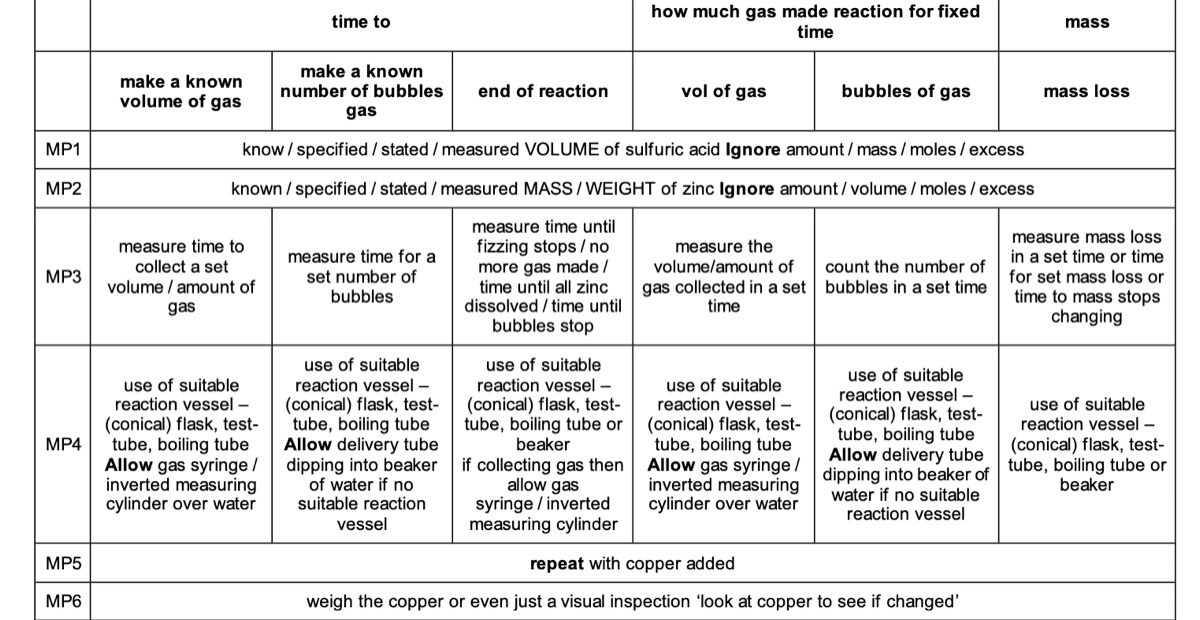 time to
how much gas made reaction for fixed
time
mass
make a known
volume of gas
make a known
number of bubbles
gas
end of reaction
vol of gas
bubbles of gas
mass loss
MP1
know / specified / stated / measured VOLUME of sulfuric acid Ignore amount / mass / moles / excess
MP2
known / specified / stated / measured MASS / WEIGHT of zinc Ignore amount / volume / moles / excess
MP3
measure time to
collect a set
volume / amount of
gas
measure time for a
set number of
bubbles
measure time until
fizzing stops / no
more gas made /
time until all zinc
dissolved / time until
bubbles stop
measure the
volume/amount of
gas collected in a set
time
count the number of
bubbles in a set time
measure mass loss
in a set time or time
for set mass loss or
time to mass stops
changing
MP4
use of suitable
reaction vessel –
(conical) flask, test-
tube, boiling tube
Allow gas syringe /
inverted measuring
cylinder over water
use of suitable
reaction vessel –
(conical) flask, test-
tube, boiling tube
Allow delivery tube
dipping into beaker
of water if no
suitable reaction
vessel
use of suitable
reaction vessel –
(conical) flask, test-
tube, boiling tube or
beaker
if collecting gas then
allow gas
syringe / inverted
measuring cylinder
use of suitable
reaction vessel –
(conical) flask, test-
tube, boiling tube
Allow gas syringe /
inverted measuring
cylinder over water
use of suitable
reaction vessel –
(conical) flask, test-
tube, boiling tube
Allow delivery tube
dipping into beaker of
water if no suitable
reaction vessel
use of suitable
reaction vessel –
(conical) flask, test-
tube, boiling tube or
beaker
MP5
repeat with copper added
MP6
weigh the copper or even just a visual inspection ‘look at copper to see if changed’